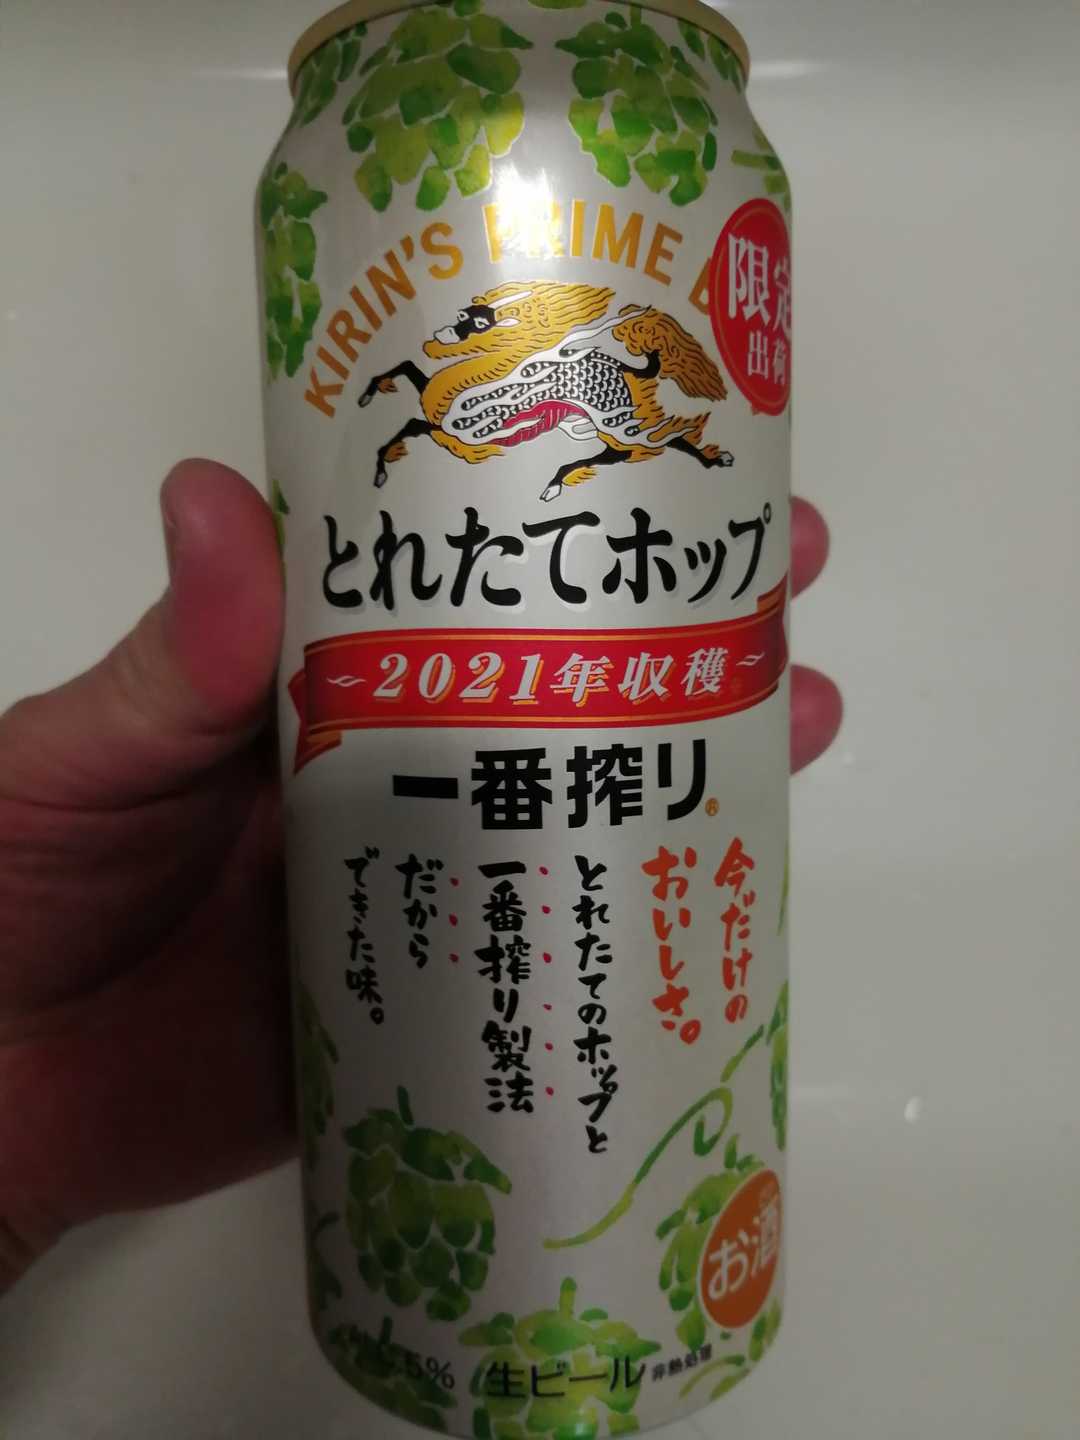 KIRIN'S PRIME
限定
出荷
とれたてホップ
~2021年収穫~
一番搾り®
今だけの
おいしさ。
とれたてのホップと
一番搾り製法
だから
できた味。
お酒
5% 生ビール 非熱処理